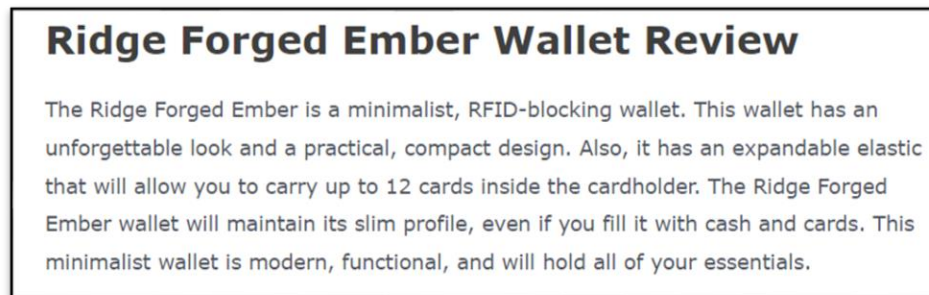 Ridge Forged Ember Wallet Review
The Ridge Forged Ember is a minimalist, RFID-blocking wallet. This wallet has an
unforgettable look and a practical, compact design. Also, it has an expandable elastic
that will allow you to carry up to 12 cards inside the cardholder. The Ridge Forged
Ember wallet will maintain its slim profile, even if you fill it with cash and cards. This
minimalist wallet is modern, functional, and will hold all of your essentials.